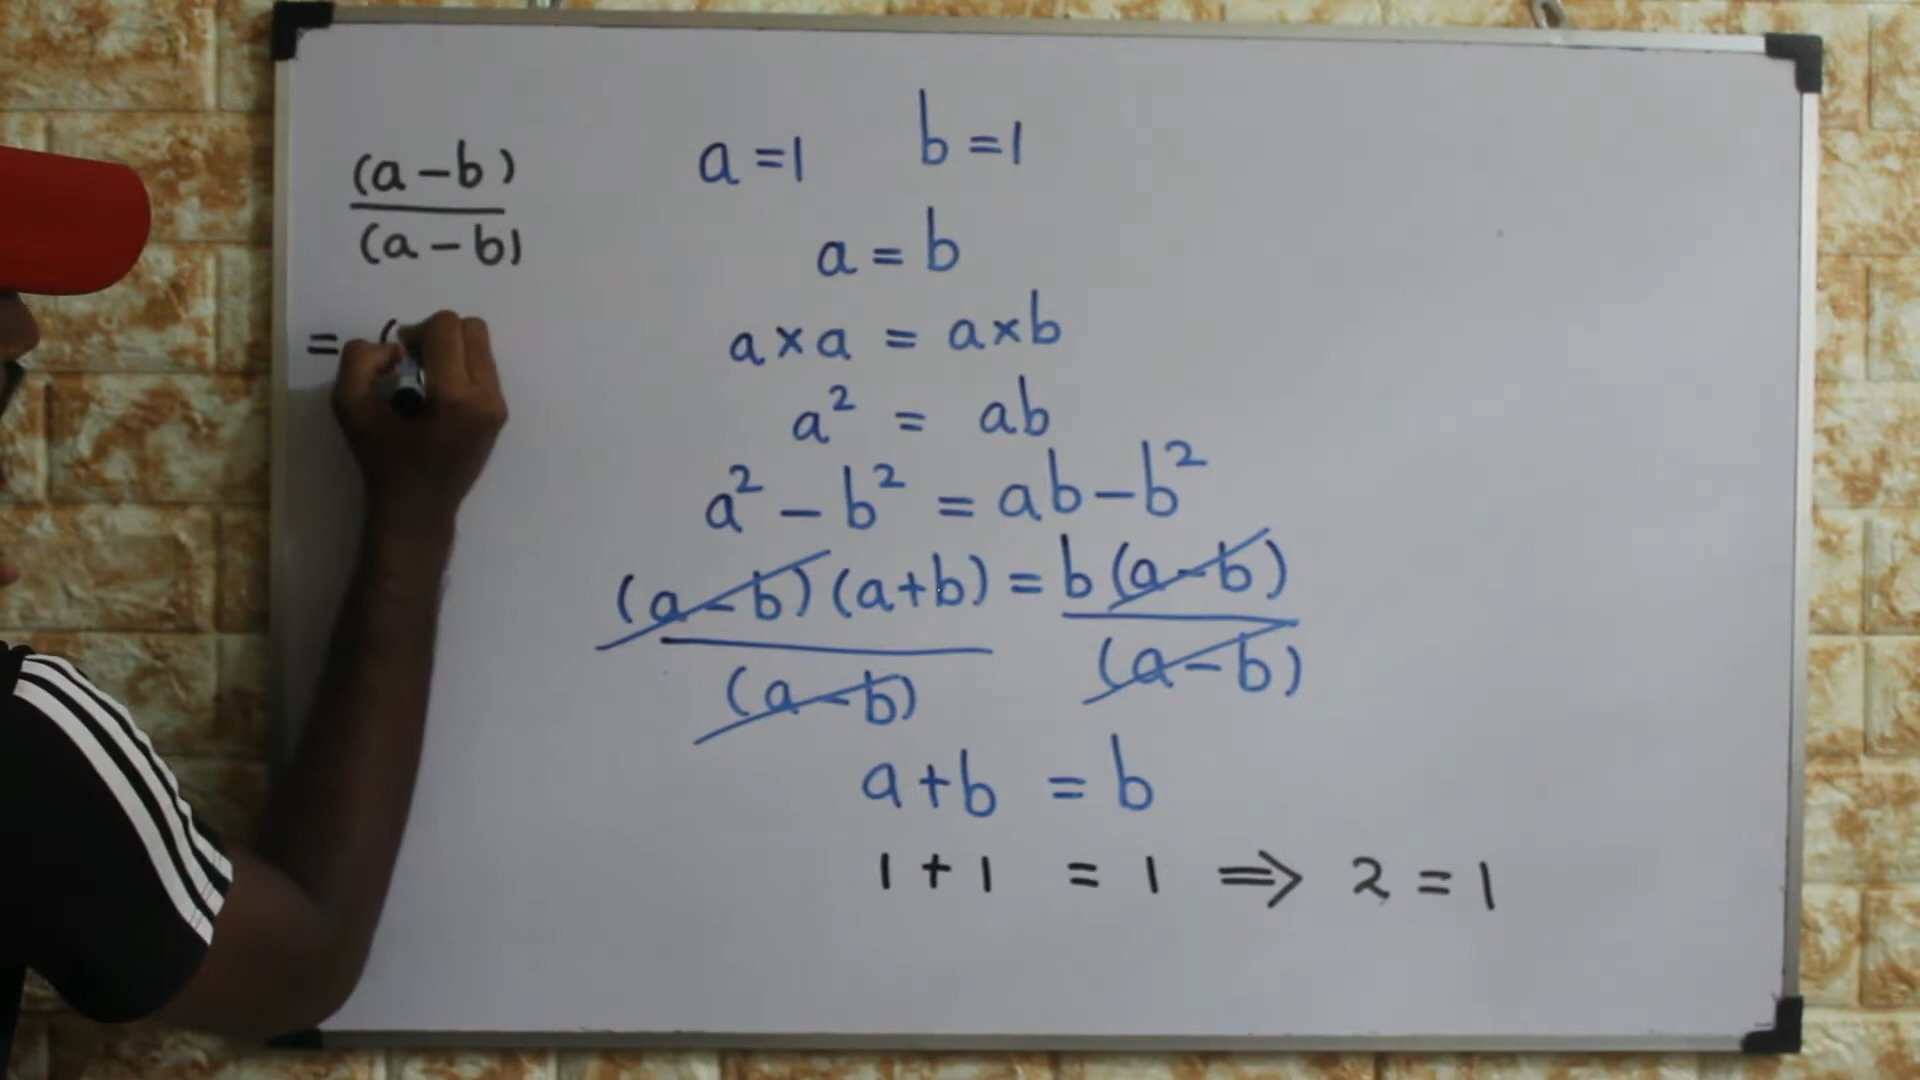 (a-b)
(a-b)
= (
a=1 b=1
a = b
a×a = a×b
a² = ab
a² - b² = ab - b²
(a-b)(a+b) = b(a-b)
(a-b) (a-b)
a+b = b
1 + 1 = 1 ⇒ 2 = 1